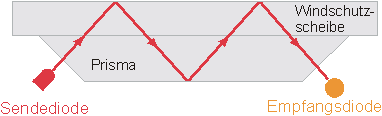 Windschutz-
scheibe
Prisma
Sendediode
Empfangsdiode